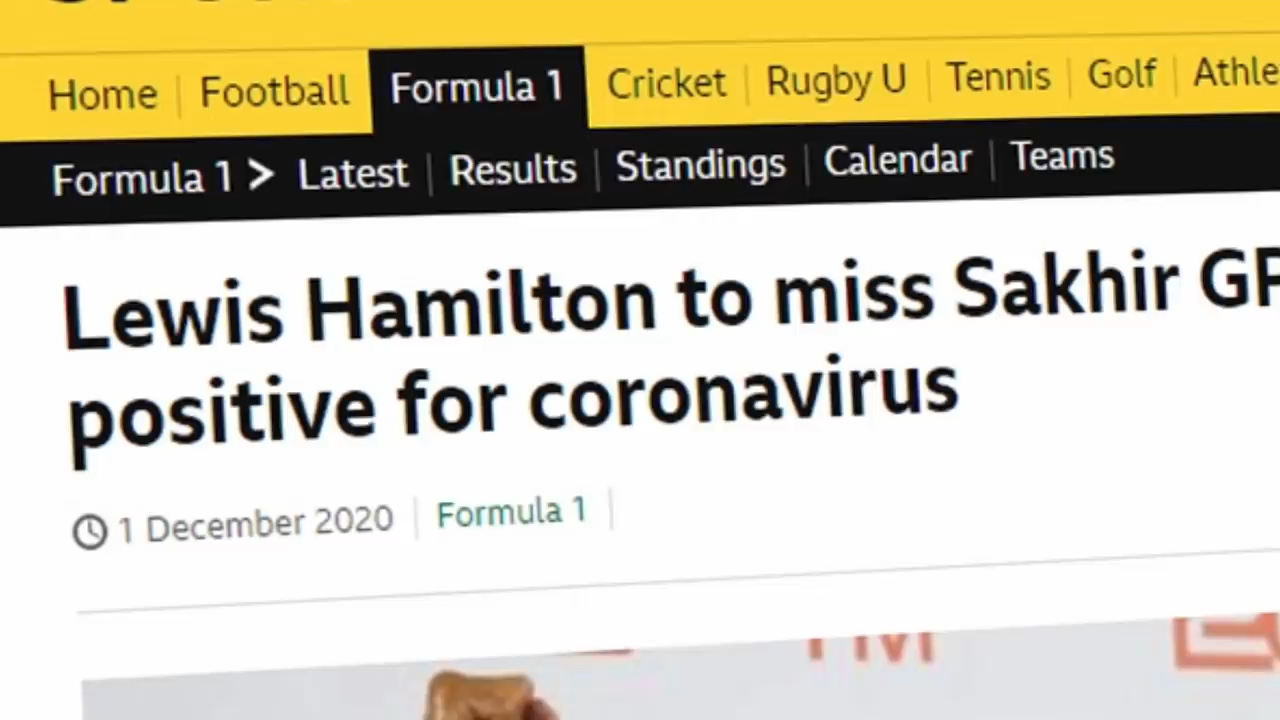 Home Football Formula 1 Cricket Rugby U Tennis Golf
Formula 1 > Latest Results Standings Calendar Teams
Lewis Hamilton to miss Sakhir GP
positive for coronavirus
1 December 2020 Formula 1